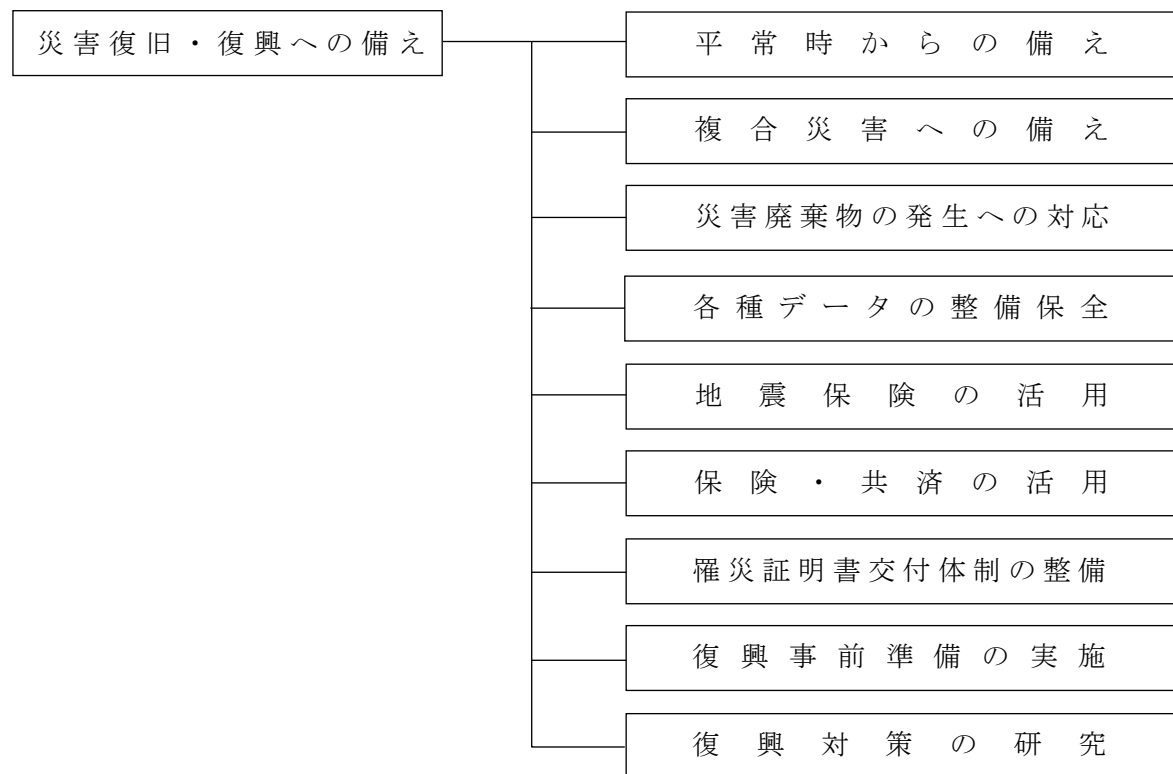 災害復旧・復興への備え
平常時からの備え
複合災害への備え
災害廃棄物の発生への対応
各種データの整備保全
地震保険の活用
保険・共済の活用
罹災証明書交付体制の整備
復興事前準備の実施
復興対策の研究